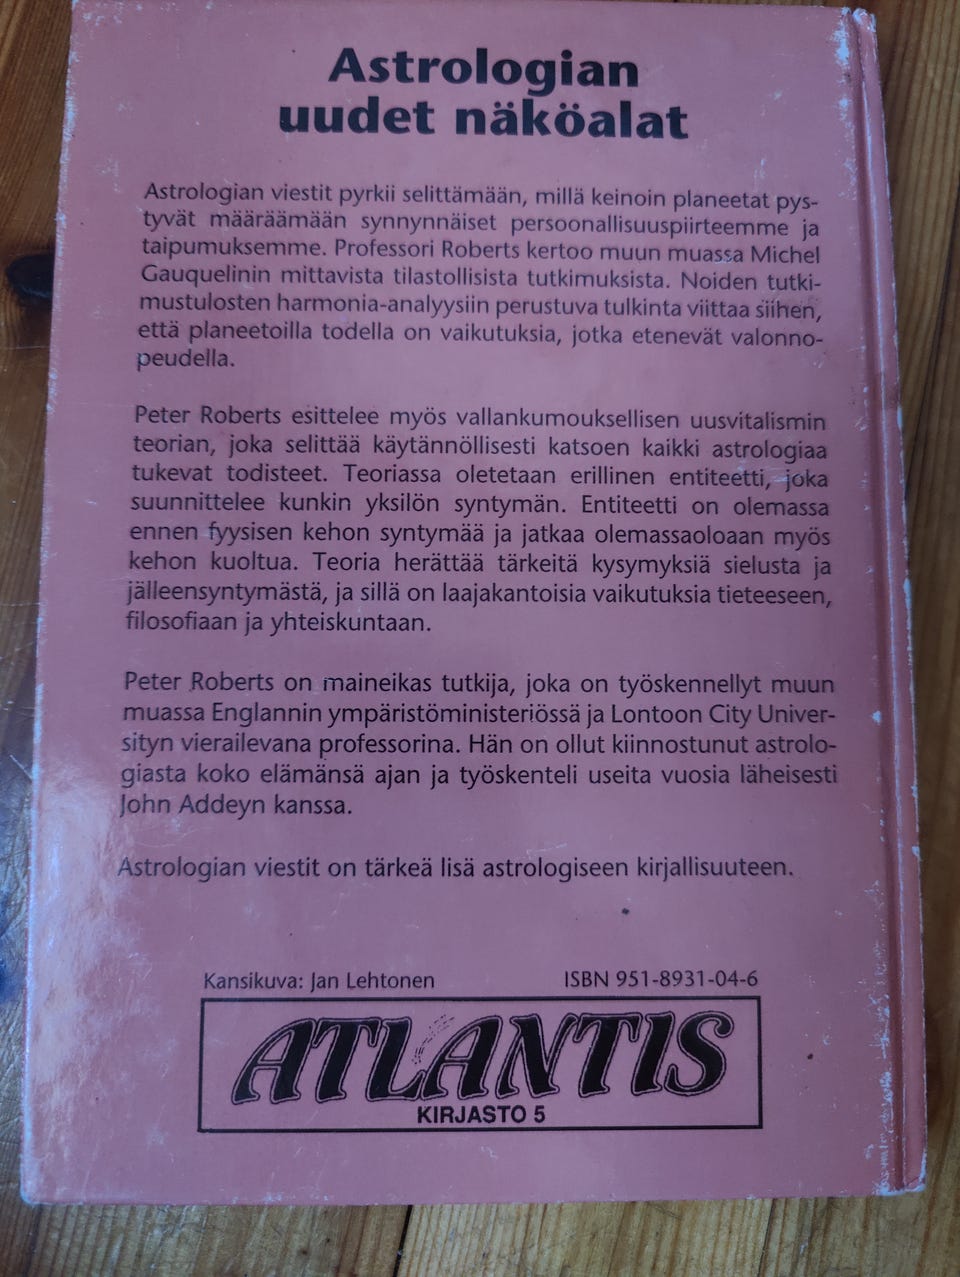 Astrologian
uudet näköalat
Astrologian viestit pyrkii selittämään, millä keinoin planeetat pys-
tyvät määräämään synnynnäiset persoonallisuuspiirteemme ja
taipumuksemme. Professori Roberts kertoo muun muassa Michel
Gauquelinin mittavista tilastollisista tutkimuksista. Noiden tutki-
mustulosten harmonia-analyysiin perustuva tulkinta viittaa siihen,
että planeetoilla todella on vaikutuksia, jotka etenevät valonno-
peudella.
Peter Roberts esittelee myös vallankumouksellisen uusvitalismin
teorian, joka selittää käytännöllisesti katsoen kaikki astrologiaa
tukevat todisteet. Teoriassa oletetaan erillinen entiteetti, joka
suunnittelee kunkin yksilön syntymän. Entiteetti on olemassa
ennen fyysisen kehon syntymää ja jatkaa olemassaoloaan myös
kehon kuoltua. Teoria herättää tärkeitä kysymyksiä sielusta ja
jälleensyntymästä, ja sillä on laajakantoisia vaikutuksia tieteeseen,
filosofiaan ja yhteiskuntaan.
Peter Roberts on maineikas tutkija, joka on työskennellyt muun
muassa Englannin ympäristöministeriössä ja Lontoon City Univer-
sityn vierailevana professorina. Hän on ollut kiinnostunut astrolo-
giasta koko elämänsä ajan ja työskenteli useita vuosia läheisesti
John Addeyn kanssa.
Astrologian viestit on tärkeä lisä astrologiseen kirjallisuuteen.
Kansikuva: Jan Lehtonen ISBN 951-8931-04-6
ATLANTIS
KIRJASTO 5